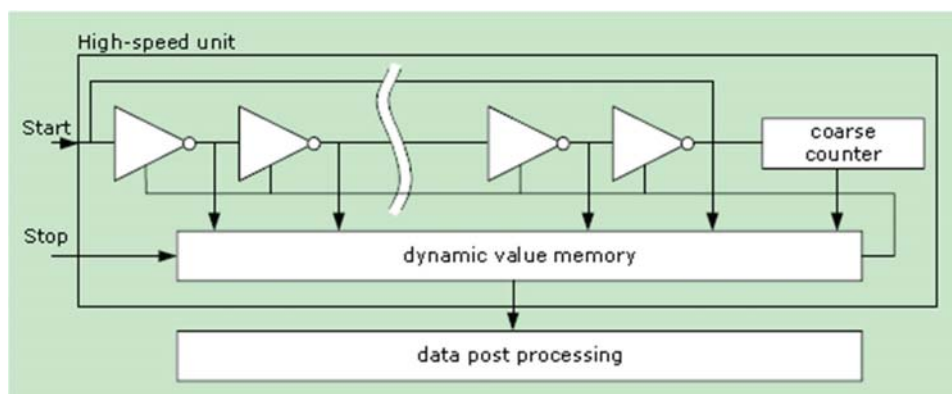 High-speed unit
Start
coarse
counter
Stop
dynamic value memory
data post processing